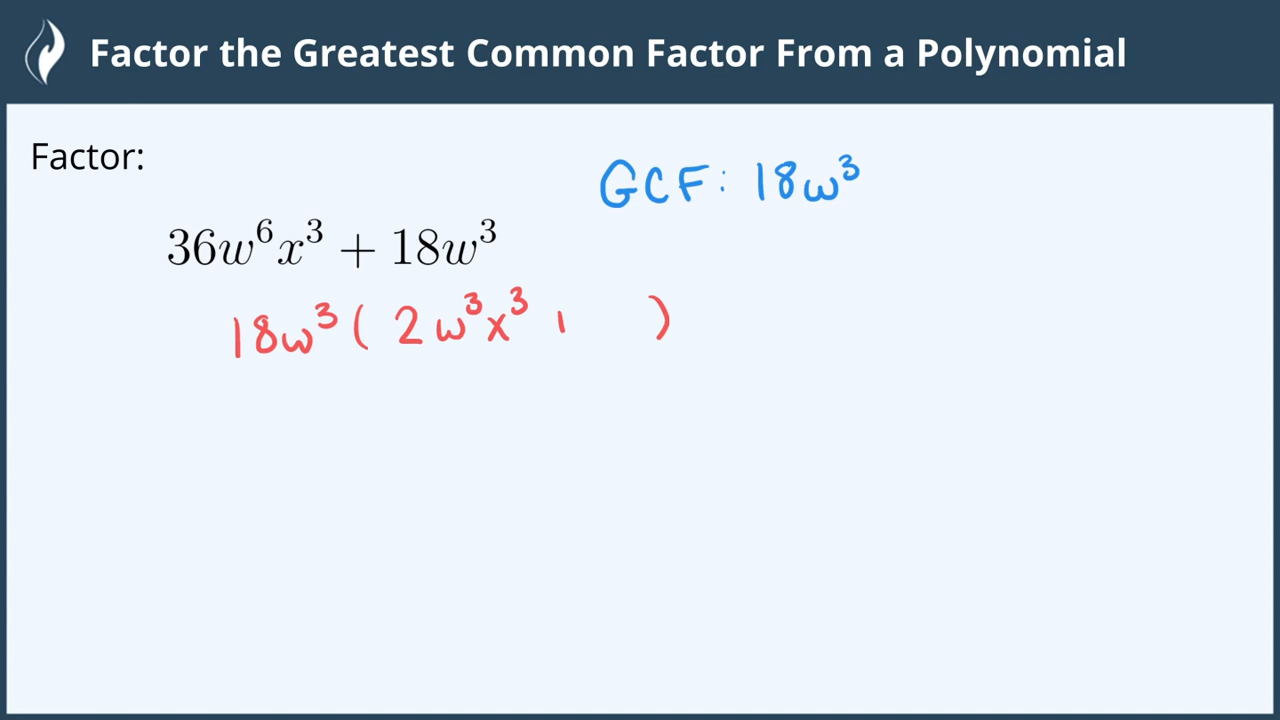 Factor the Greatest Common Factor From a Polynomial
Factor:
GCF: 18w³
36w⁶x³ + 18w³
18w³( 2w³x³ )